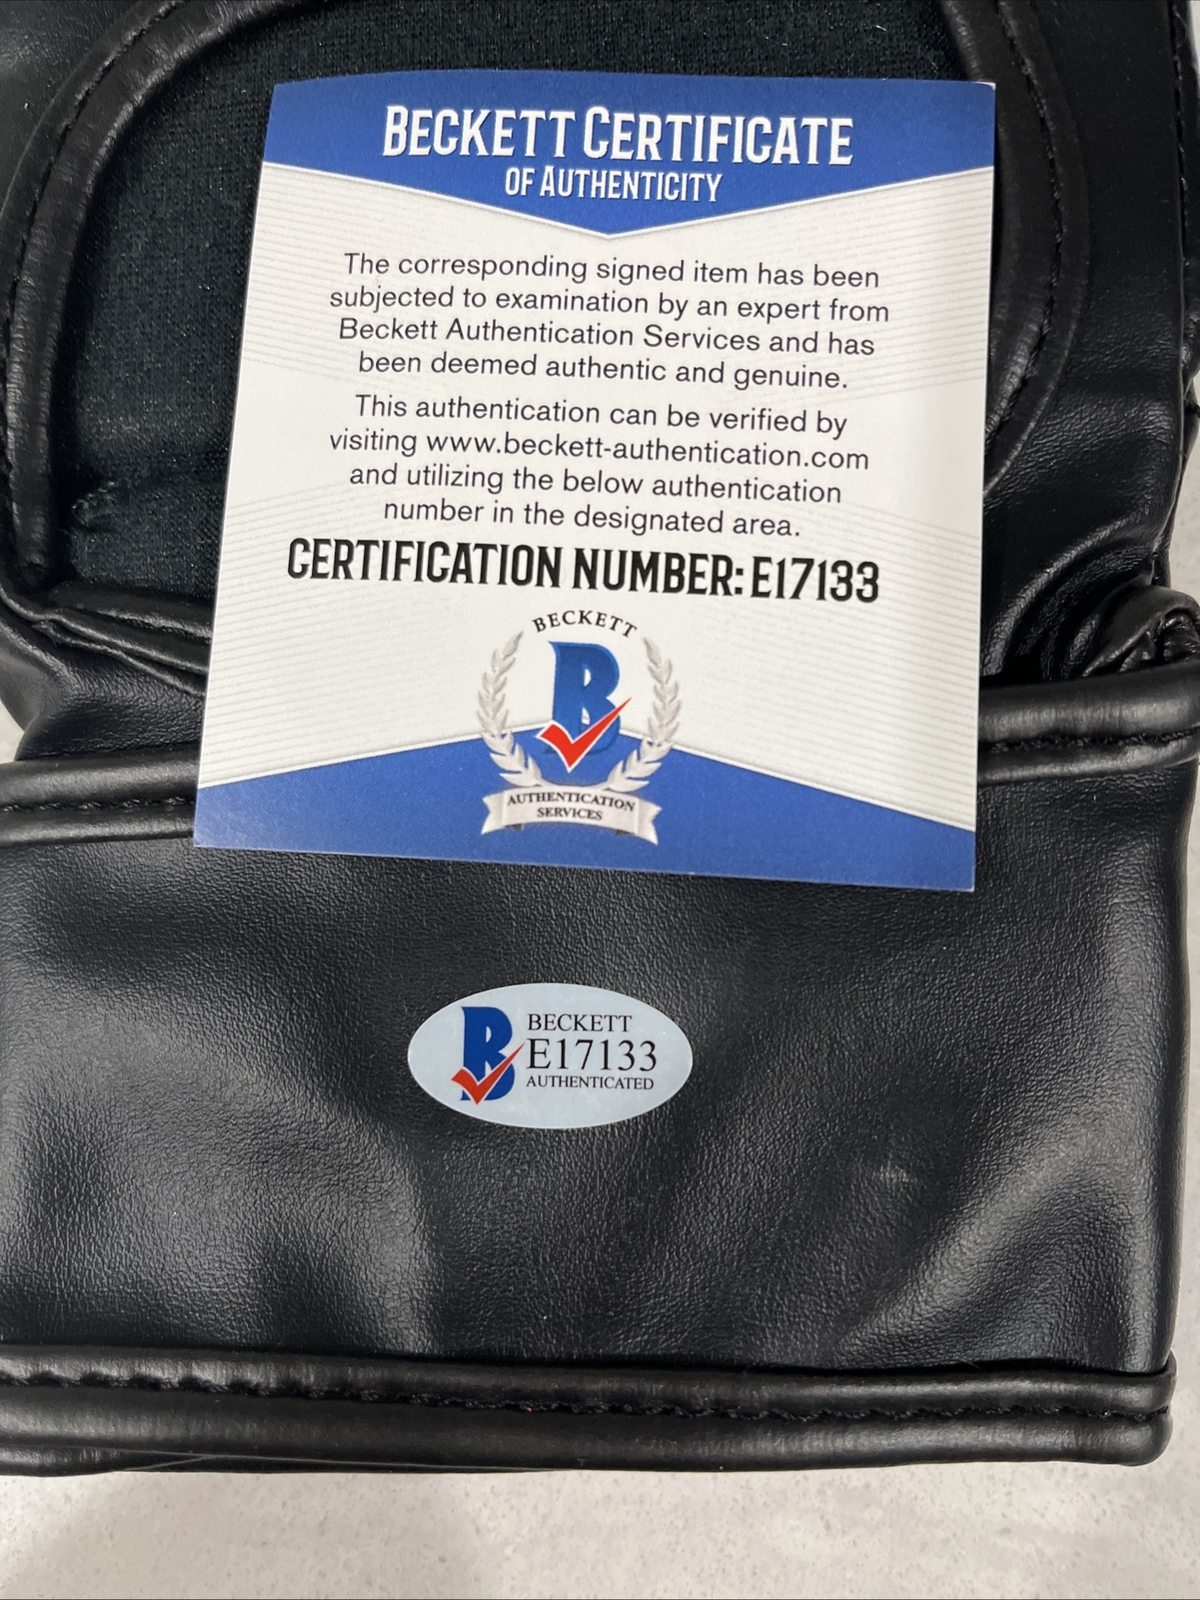 BECKETT CERTIFICATE
OF AUTHENTICITY
The corresponding signed item has been
subjected to examination by an expert from
Beckett Authentication Services and has
been deemed authentic and genuine.
This authentication can be verified by
visiting www.beckett-authentication.com
and utilizing the below authentication
number in the designated area.
CERTIFICATION NUMBER: E17133
BECKETT
B
AUTHENTICATION
SERVICES
B
BECKETT
E17133
AUTHENTICATED